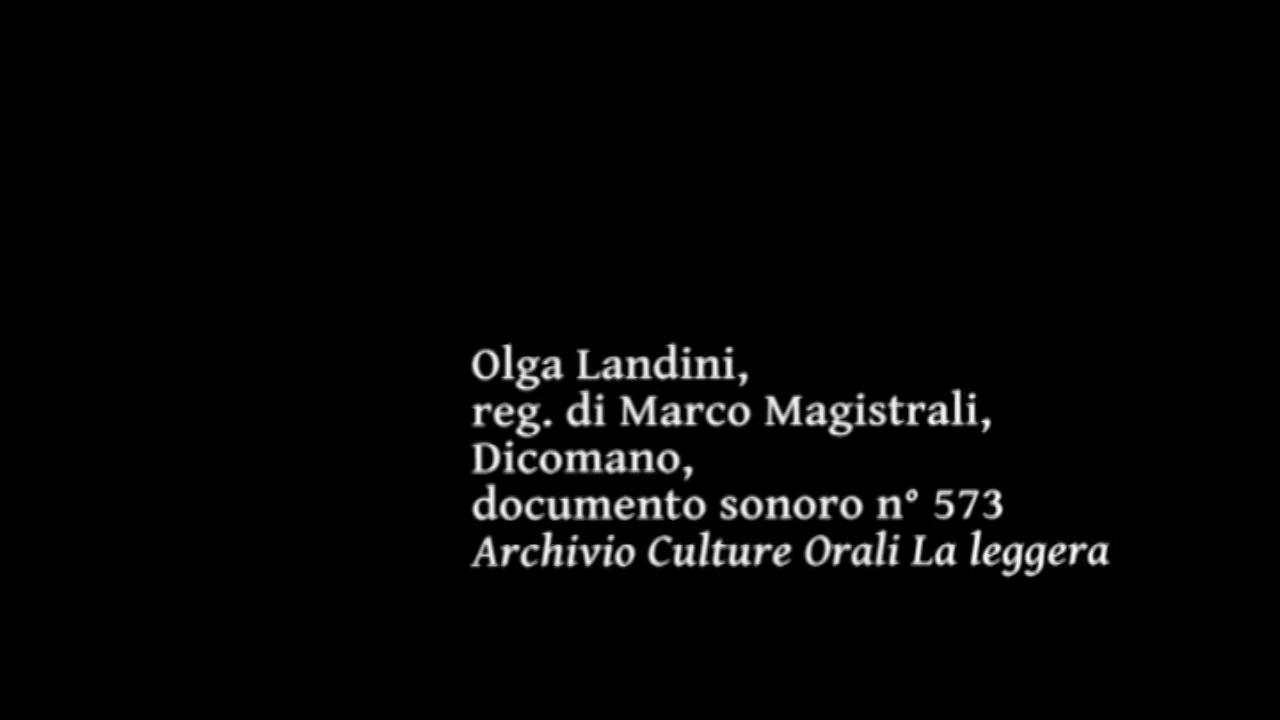 Olga Landini,
reg. di Marco Magistrali,
Dicomano,
documento sonoro n° 573
Archivio Culture Orali La leggera